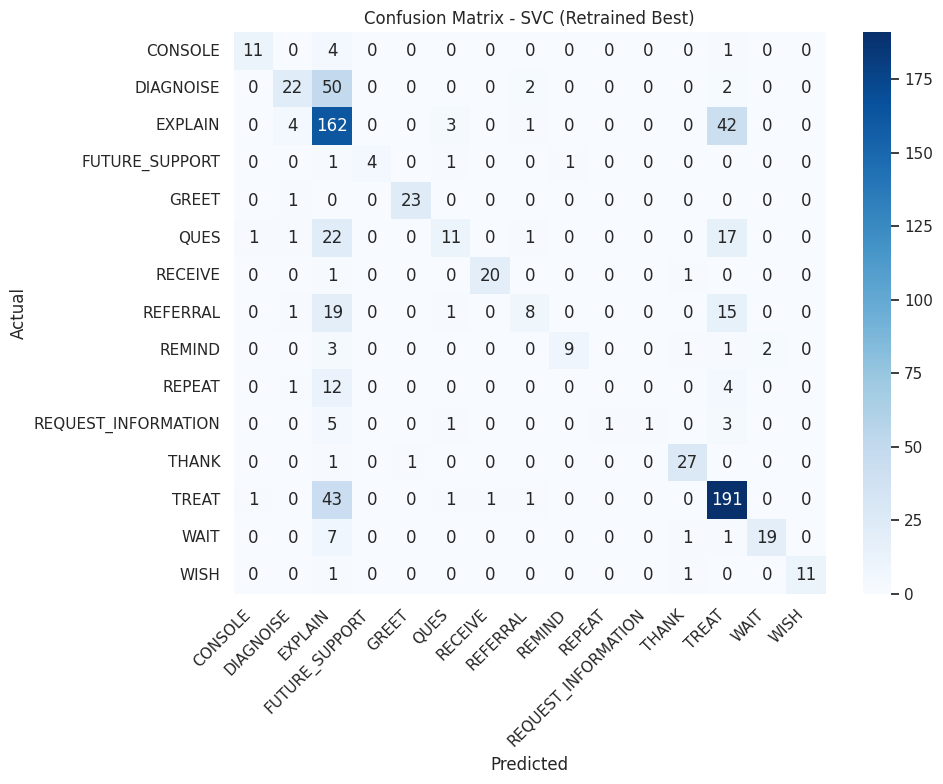 Confusion Matrix - SVC (Retrained Best)
CONSOLE 11 0 4 0 0 0 0 0 0 0 0 0 1 0 0
DIAGNOISE 0 22 50 0 0 0 0 2 0 0 0 0 2 0 0
EXPLAIN 0 4 162 0 0 3 0 1 0 0 0 0 42 0 0
FUTURE_SUPPORT 0 0 1 4 0 1 0 0 1 0 0 0 0 0 0
GREET 0 1 0 0 23 0 0 0 0 0 0 0 0 0 0
QUES 1 1 22 0 0 11 0 1 0 0 0 0 17 0 0
RECEIVE 0 0 1 0 0 0 20 0 0 0 0 1 0 0 0
REFERRAL 0 1 19 0 0 1 0 8 0 0 0 0 15 0 0
REMIND 0 0 3 0 0 0 0 0 9 0 0 1 1 2 0
REPEAT 0 1 12 0 0 0 0 0 0 0 0 0 4 0 0
REQUEST_INFORMATION 0 0 5 0 0 1 0 0 0 1 1 0 3 0 0
THANK 0 0 1 0 1 0 0 0 0 0 0 27 0 0 0
TREAT 1 0 43 0 0 1 1 1 0 0 0 0 191 0 0
WAIT 0 0 7 0 0 0 0 0 0 0 0 1 1 19 0
WISH 0 0 1 0 0 0 0 0 0 0 0 1 0 0 11
Actual
CONSOLE
DIAGNOISE
EXPLAIN
FUTURE_SUPPORT
GREET
QUES
RECEIVE
REFERRAL
REMIND
REPEAT
REQUEST_INFORMATION
THANK
TREAT
WAIT
WISH
Predicted
175
150
125
100
75
50
25
0